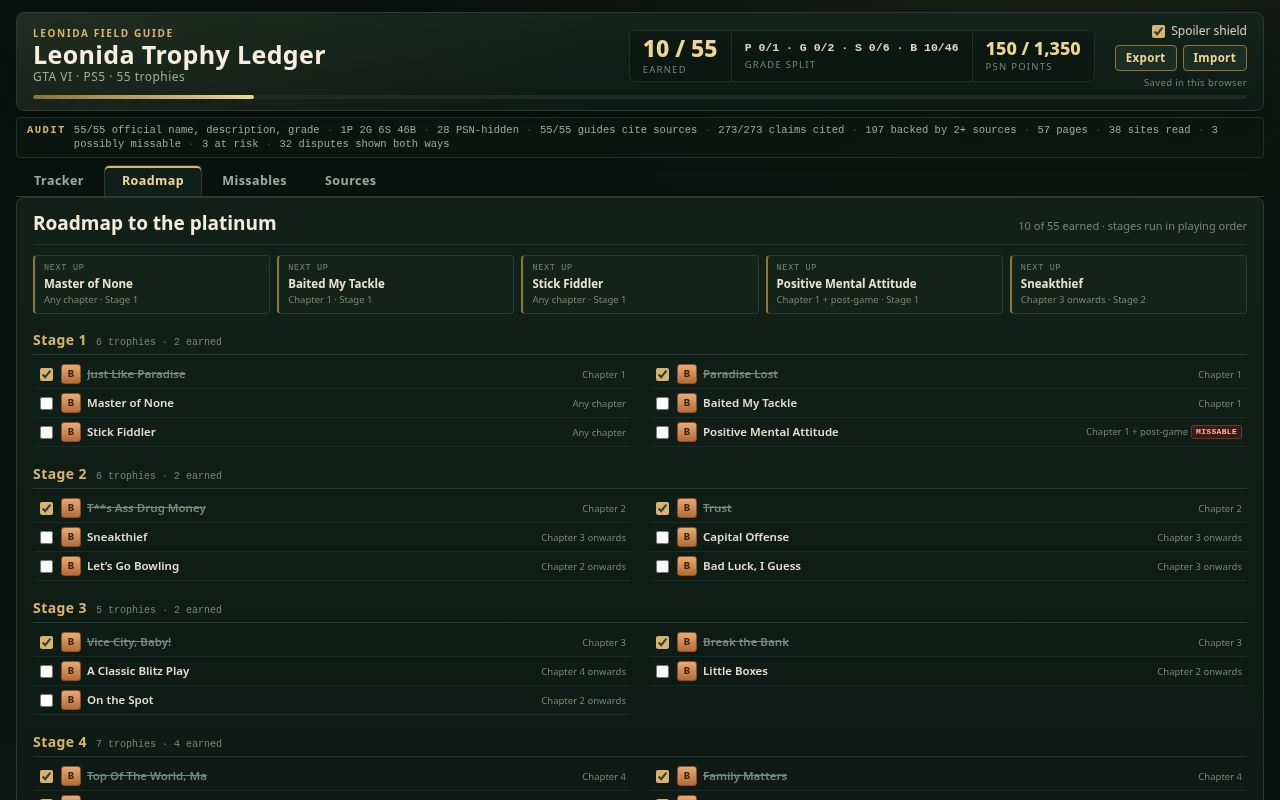 LEONIDA FIELD GUIDE
Leonida Trophy Ledger
GTA VI · PS5 · 55 trophies
10 / 55
EARNED
P 0/1 · G 0/2 · S 0/6 · B 10/46
GRADE SPLIT
150 / 1,350
PSN POINTS
Spoiler shield
Export Import
Saved in this browser
AUDIT 55/55 official name, description, grade · 1P 2G 6S 46B · 28 PSN-hidden · 55/55 guides cite sources · 273/273 claims cited · 197 backed by 2+ sources · 57 pages · 38 sites read · 3
possibly missable · 3 at risk · 32 disputes shown both ways
Tracker Roadmap Missables Sources
Roadmap to the platinum
10 of 55 earned · stages run in playing order
NEXT UP
Master of None
Any chapter · Stage 1
NEXT UP
Baited My Tackle
Chapter 1 · Stage 1
NEXT UP
Stick Fiddler
Any chapter · Stage 1
NEXT UP
Positive Mental Attitude
Chapter 1 + post-game · Stage 1
NEXT UP
Sneakthief
Chapter 3 onwards · Stage 2
Stage 1 6 trophies · 2 earned
B Just Like Paradise Chapter 1
B Paradise Lost Chapter 1
B Master of None Any chapter
B Baited My Tackle Chapter 1
B Stick Fiddler Any chapter
B Positive Mental Attitude Chapter 1 + post-game MISSABLE
Stage 2 6 trophies · 2 earned
B T**s Ass Drug Money Chapter 2
B Trust Chapter 2
B Sneakthief Chapter 3 onwards
B Capital Offense Chapter 3 onwards
B Let’s Go Bowling Chapter 2 onwards
B Bad Luck, I Guess Chapter 3 onwards
Stage 3 5 trophies · 2 earned
B Vice City, Baby! Chapter 3
B Break the Bank Chapter 3
B A Classic Blitz Play Chapter 4 onwards
B Little Boxes Chapter 2 onwards
B On the Spot Chapter 2 onwards
Stage 4 7 trophies · 4 earned
B Top Of The World, Ma Chapter 4
B Family Matters Chapter 4